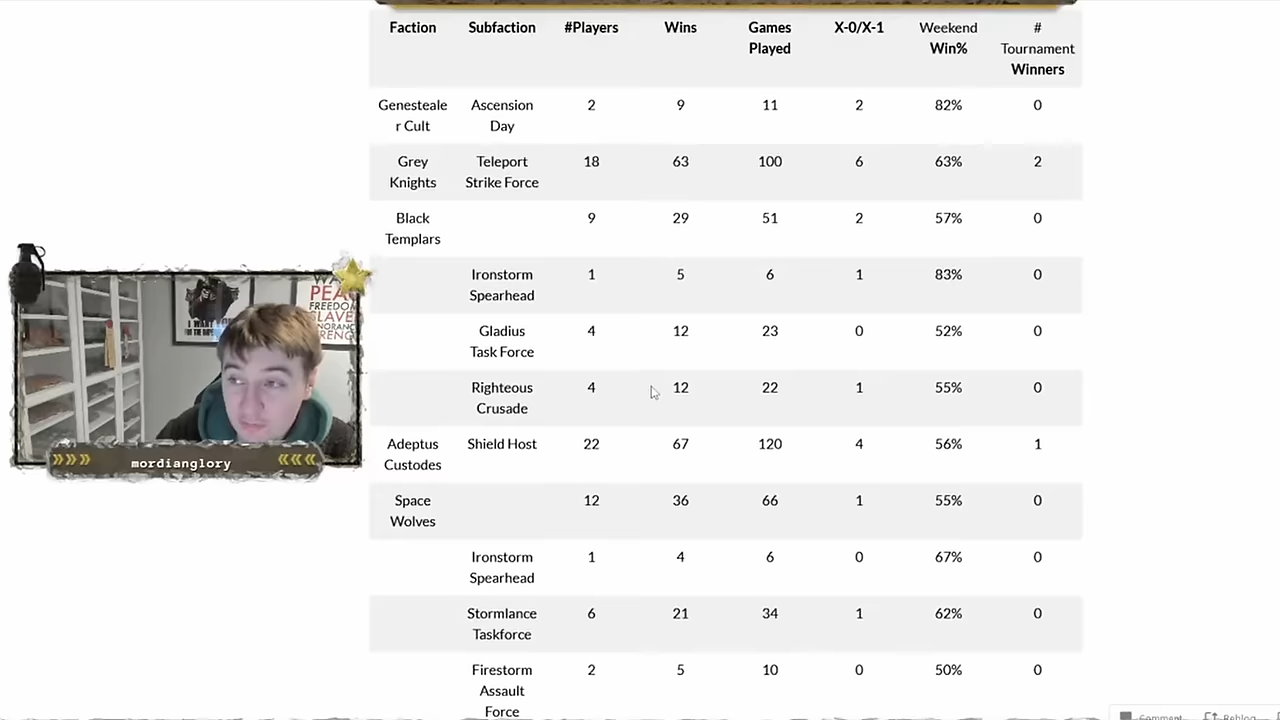 Faction Subfaction #Players Wins Games Played X-0/X-1 Weekend Win% # Tournament Winners
Genesteale
r Cult
Ascension
Day
2 9 11 2 82% 0
Grey
Knights
Teleport
Strike Force
18 63 100 6 63% 2
Black
Templars
9 29 51 2 57% 0
Ironstorm
Spearhead
1 5 6 1 83% 0
Gladius
Task Force
4 12 23 0 52% 0
Righteous
Crusade
4 12 22 1 55% 0
Adeptus
Custodes
Shield Host
22 67 120 4 56% 1
Space
Wolves
12 36 66 1 55% 0
Ironstorm
Spearhead
1 4 6 0 67% 0
Stormlance
Taskforce
6 21 34 1 62% 0
Firestorm
Assault
Force
2 5 10 0 50% 0
PEAC
FREEDOM
SLAVE
mordianglory
Comment Reblog